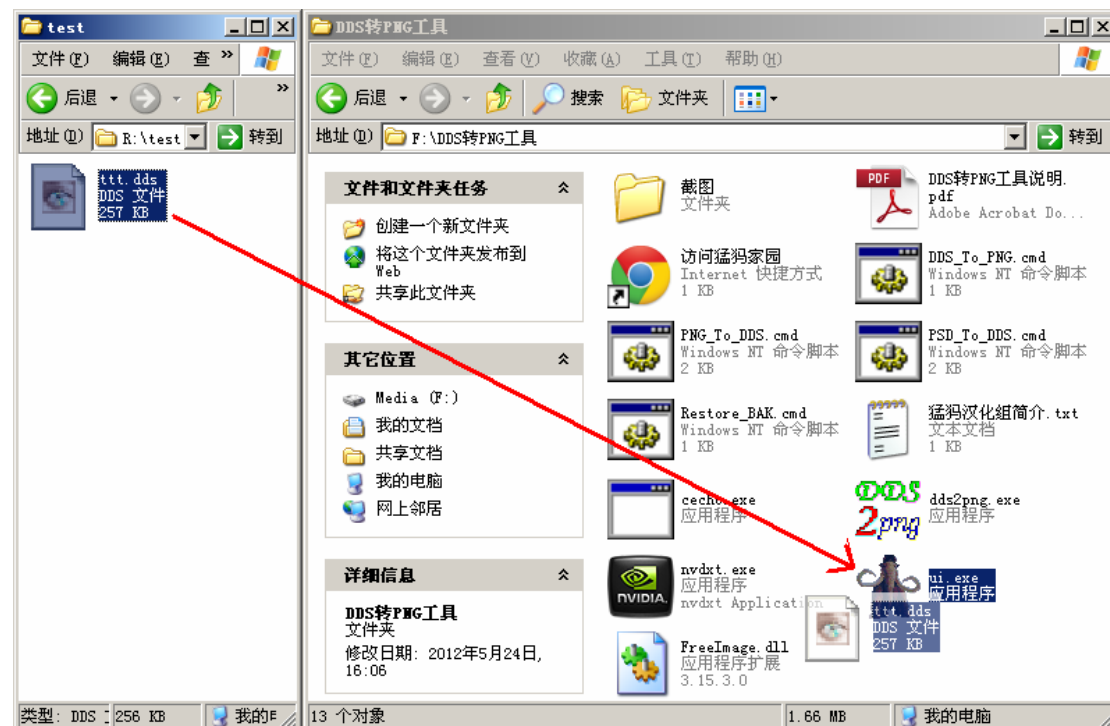 test
文件(F) 编辑(E) 查 »
后退 »
地址(D) R:\test 转到
ttt.dds
DDS 文件
257 KB
类型: DDS 256 KB
DDS转PNG工具
文件(F) 编辑(E) 查看(V) 收藏(A) 工具(T) 帮助(H)
后退 搜索 文件夹
地址(D) F:\DDS转PNG工具 转到
文件和文件夹任务
创建一个新文件夹
将这个文件夹发布到
Web
共享此文件夹
其它位置
Media (F:)
我的文档
共享文档
我的电脑
网上邻居
详细信息
DDS转PNG工具
文件夹
修改日期: 2012年5月24日,
16:06
截图
文件夹
PDF
DDS转PNG工具说明.
pdf
Adobe Acrobat Do...
访问猛犸家园
Internet 快捷方式
1 KB
DDS_To_PNG.cmd
Windows NT 命令脚本
1 KB
PNG_To_DDS.cmd
Windows NT 命令脚本
2 KB
PSD_To_DDS.cmd
Windows NT 命令脚本
2 KB
Restore_BAK.cmd
Windows NT 命令脚本
1 KB
猛犸汉化组简介.txt
文本文档
1 KB
cecho.exe
应用程序
DDS
2png
dds2png.exe
应用程序
NVIDIA.
nvdxt.exe
应用程序
nvdxt Application
ui.exe
应用程序
ttt.dds
DDS 文件
257 KB
FreeImage.dll
应用程序扩展
3.15.3.0
13 个对象 1.66 MB 我的电脑